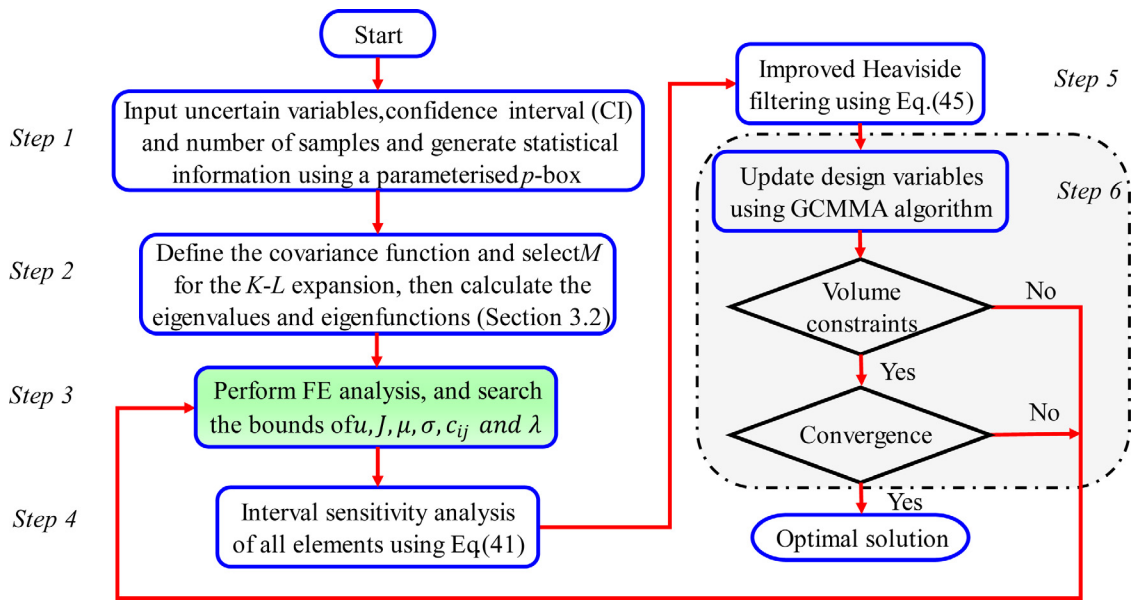 Start
Step 1
Input uncertain variables,confidence interval (CI)
and number of samples and generate statistical
information using a parameterised p-box
Step 2
Define the covariance function and select M
for the K-L expansion, then calculate the
eigenvalues and eigenfunctions (Section 3.2)
Step 3
Perform FE analysis, and search
the bounds of u, J, μ, σ, c_{ij} and λ
Step 4
Interval sensitivity analysis
of all elements using Eq.(41)
Step 5
Improved Heaviside
filtering using Eq.(45)
Step 6
Update design variables
using GCMMA algorithm
Volume
constraints
No
Yes
Convergence
No
Yes
Optimal solution